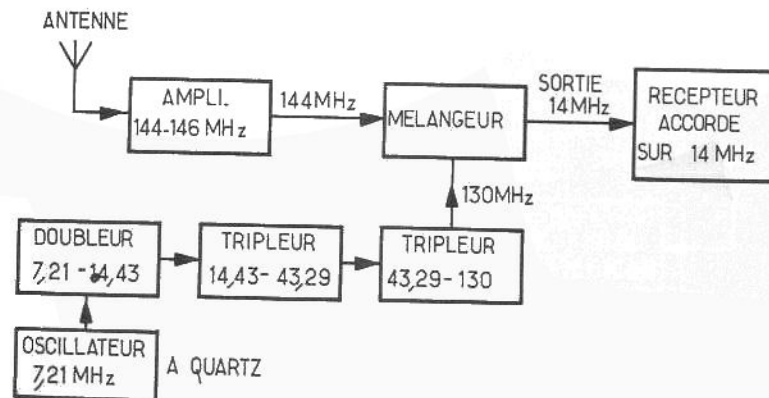 ANTENNE
AMPLI.
144-146 MHz
144MHz
MELANGEUR
SORTIE
14MHz
RECEPTEUR
ACCORDE
SUR 14 MHz
130MHz
DOUBLEUR
7,21-14,43
TRIPLEUR
14,43-43,29
TRIPLEUR
43,29-130
OSCILLATEUR
7,21 MHz
A QUARTZ